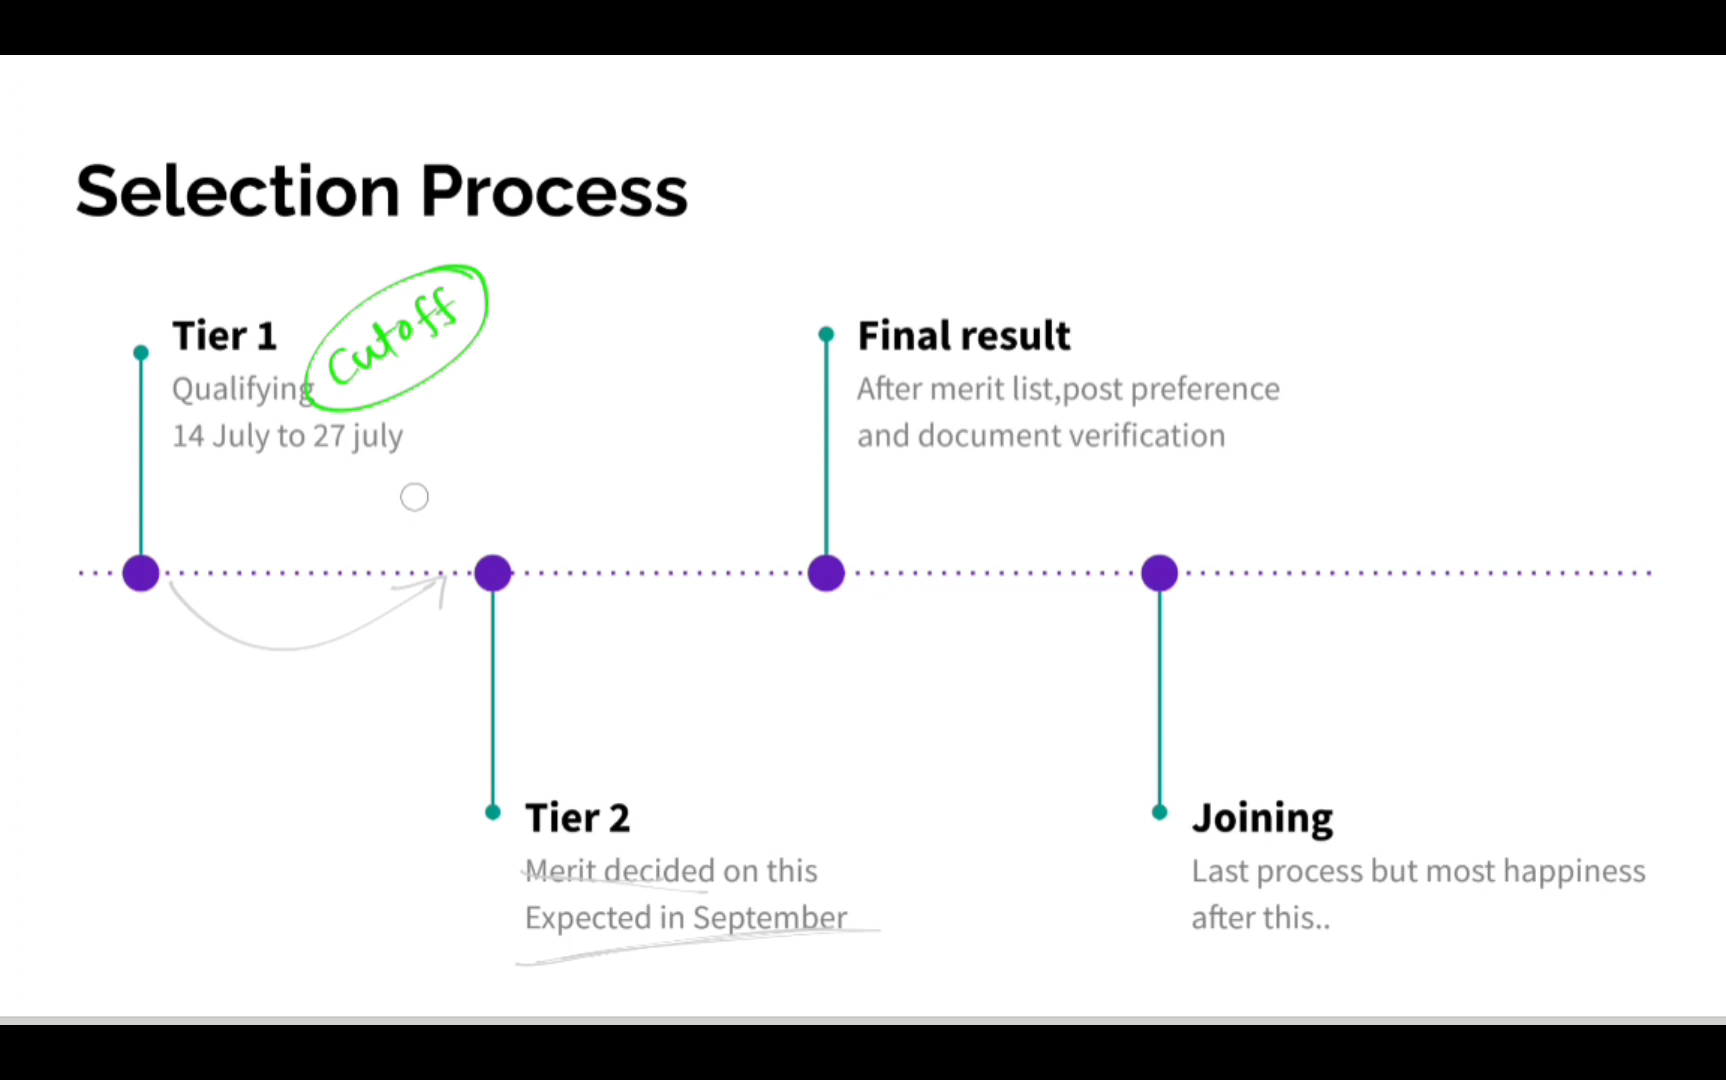 Selection Process
Tier 1
Cutoff
Qualifying
14 July to 27 july
Final result
After merit list,post preference
and document verification
Tier 2
Merit decided on this
Expected in September
Joining
Last process but most happiness
after this..